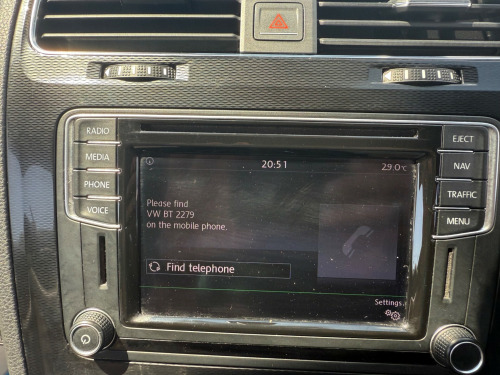 RADIO
MEDIA
PHONE
VOICE
20:51
29.0°C
Please find
VW BT 2279
on the mobile phone.
Find telephone
Settings
EJECT
NAV
TRAFFIC
MENU